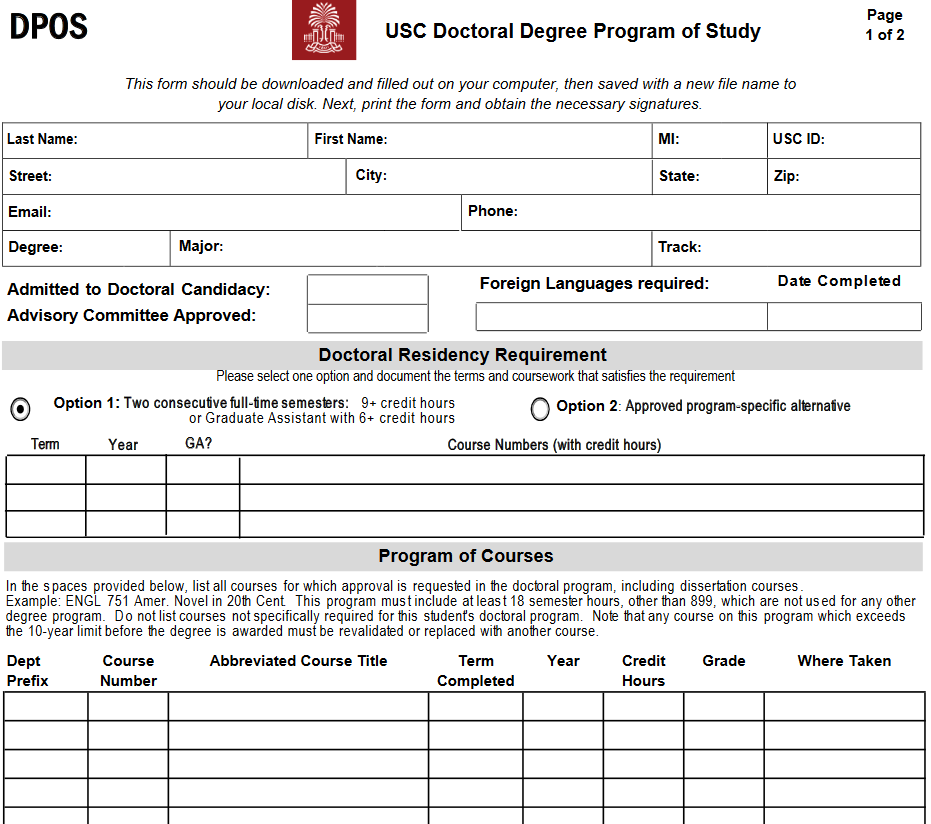 DPOS
USC Doctoral Degree Program of Study
Page
1 of 2
This form should be downloaded and filled out on your computer, then saved with a new file name to
your local disk. Next, print the form and obtain the necessary signatures.
Last Name: First Name: MI: USC ID:
Street: City: State: Zip:
Email: Phone:
Degree: Major: Track:
Admitted to Doctoral Candidacy: Foreign Languages required: Date Completed
Advisory Committee Approved:
Doctoral Residency Requirement
Please select one option and document the terms and coursework that satisfies the requirement
Option 1: Two consecutive full-time semesters: 9+ credit hours
or Graduate Assistant with 6+ credit hours
Option 2: Approved program-specific alternative
Term Year GA? Course Numbers (with credit hours)
Program of Courses
In the spaces provided below, list all courses for which approval is requested in the doctoral program, including dissertation courses.
Example: ENGL 751 Amer. Novel in 20th Cent. This program must include at least 18 semester hours, other than 899, which are not used for any other
degree program. Do not list courses not specifically required for this student's doctoral program. Note that any course on this program which exceeds
the 10-year limit before the degree is awarded must be revalidated or replaced with another course.
Dept Course Abbreviated Course Title Term Year Credit Grade Where Taken
Prefix Number Completed Hours